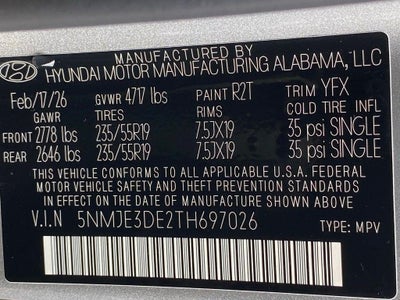 MANUFACTURED BY
HYUNDAI MOTOR MANUFACTURING ALABAMA, LLC
Feb/17/26 GVWR 4717 lbs PAINT R2T TRIM YFX
GAWR TIRES RIMS COLD TIRE INFL
FRONT 2778 lbs 235/55R19 7.5JX19 35 psi SINGLE
REAR 2646 lbs 235/55R19 7.5JX19 35 psi SINGLE
THIS VEHICLE CONFORMS TO ALL APPLICABLE U.S.A. FEDERAL
MOTOR VEHICLE SAFETY AND THEFT PREVENTION STANDARDS
IN EFFECT ON THE DATE OF MANUFACTURE SHOWN ABOVE.
V.I.N 5NMJE3DE2TH697026 TYPE: MPV